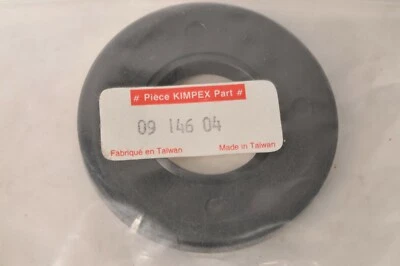 # Pièce KIMPEX Part #
09 146 04
Fabriqué en Taiwan Made in Taiwan